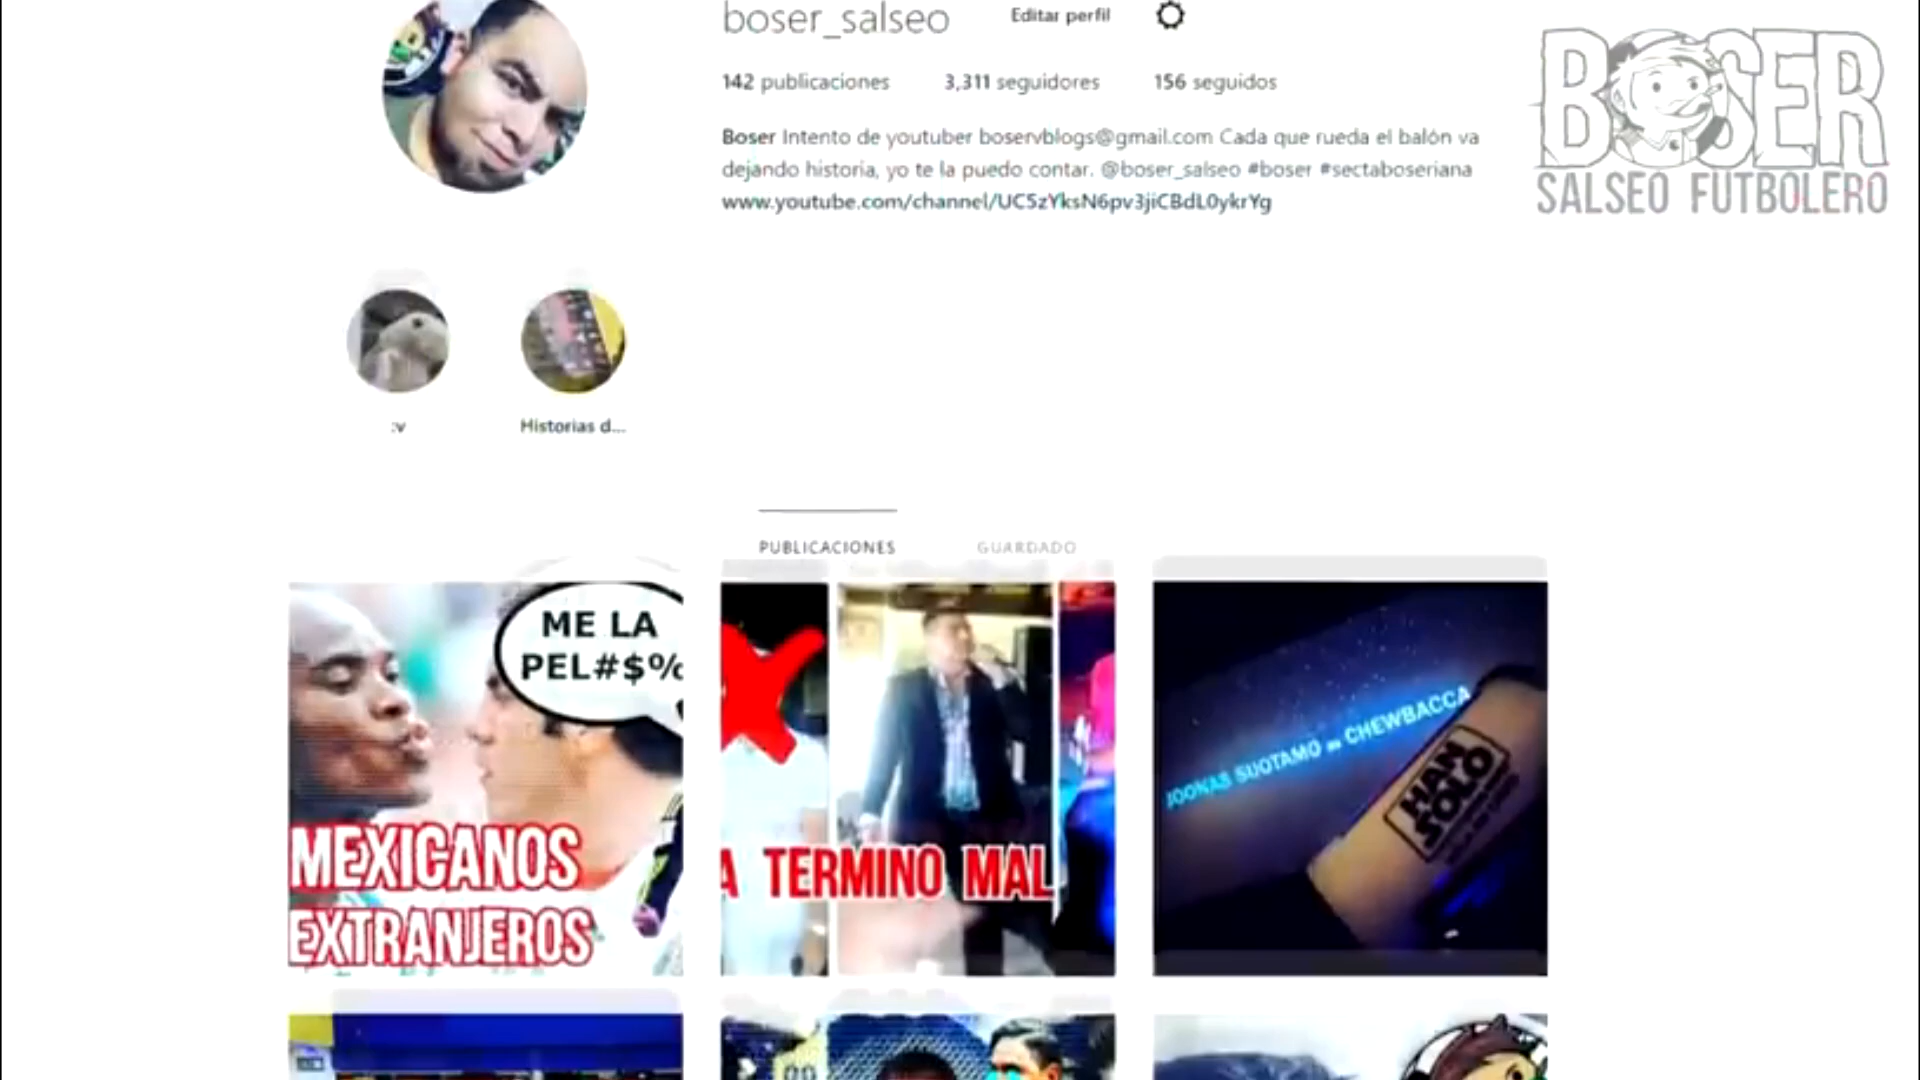 boser_salseo Editar perfil
142 publicaciones 3,311 seguidores 156 seguidos
Boser Intento de youtuber boservblogs@gmail.com Cada que rueda el balón va
dejando historia, yo te la puedo contar. @boser_salseo #boser #sectaboseriana
www.youtube.com/channel/UC5zYksN6pv3jiCBdL0ykrYg
BOSER
SALSEO FUTBOLERO
:v
Historias d...
PUBLICACIONES GUARDADO
ME LA
PEL#$%
MEXICANOS
EXTRANJEROS
A TERMINO MAL
JOONAS SUOTAMO as CHEWBACCA
HAN
SOLO